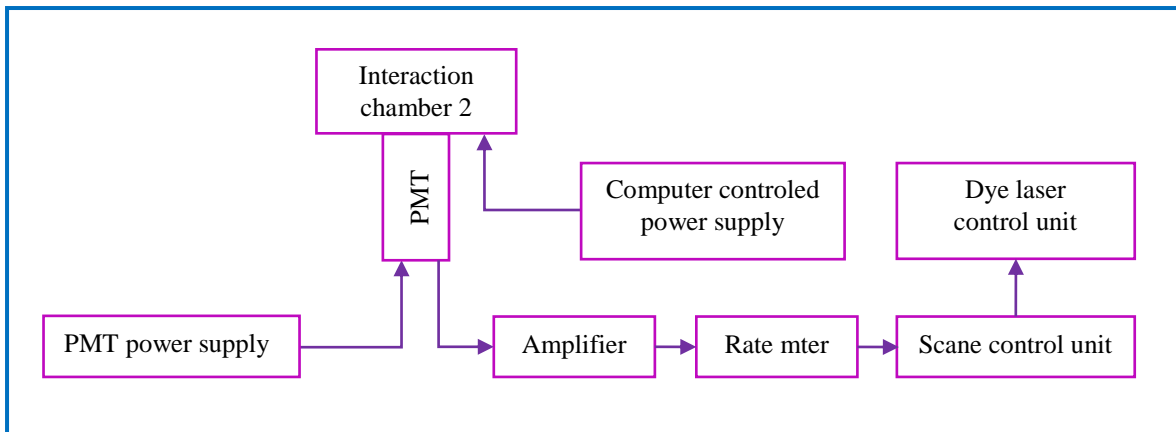 Interaction
chamber 2
PMT
Computer controled
power supply
Dye laser
control unit
PMT power supply
Amplifier
Rate mter
Scane control unit